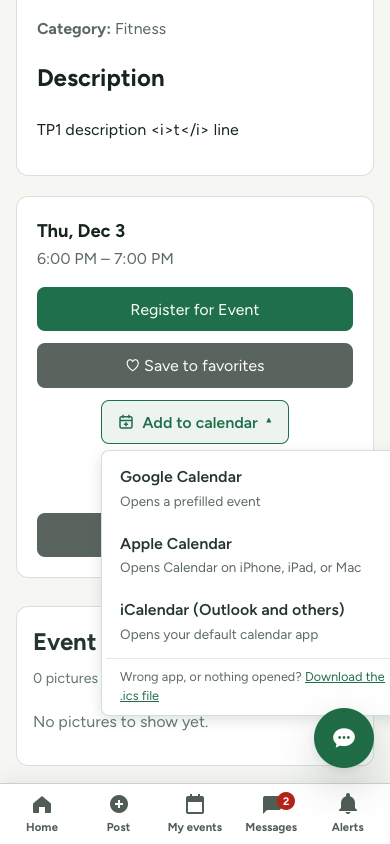 Category: Fitness
Description
TP1 description <i>t</i> line
Thu, Dec 3
6:00 PM – 7:00 PM
Register for Event
Save to favorites
Add to calendar
Google Calendar
Opens a prefilled event
Apple Calendar
Opens Calendar on iPhone, iPad, or Mac
iCalendar (Outlook and others)
Opens your default calendar app
Wrong app, or nothing opened? Download the
.ics file
Event
0 pictures
No pictures to show yet.
2
Home
Post
My events
Messages
Alerts